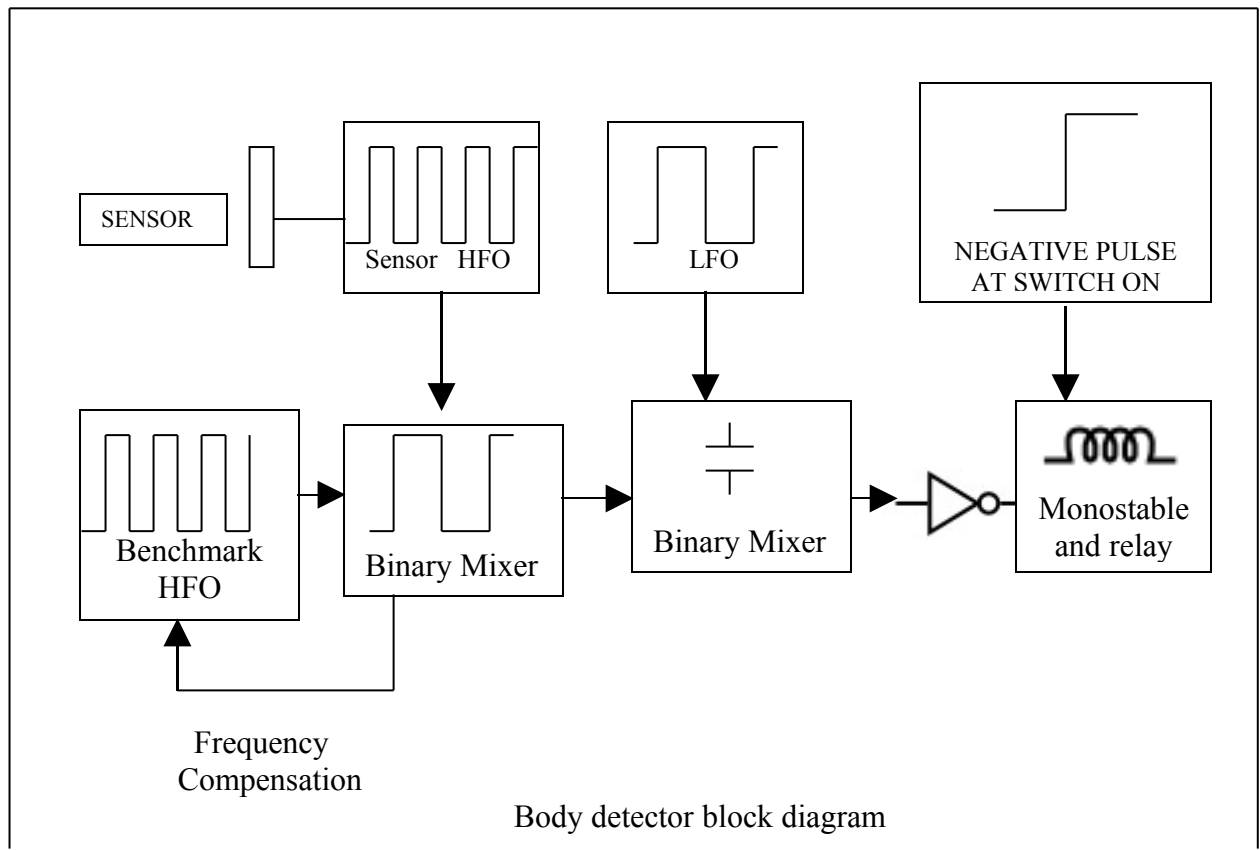 SENSOR
Sensor HFO
LFO
NEGATIVE PULSE
AT SWITCH ON
Benchmark
HFO
Binary Mixer
Binary Mixer
Monostable
and relay
Frequency
Compensation
Body detector block diagram